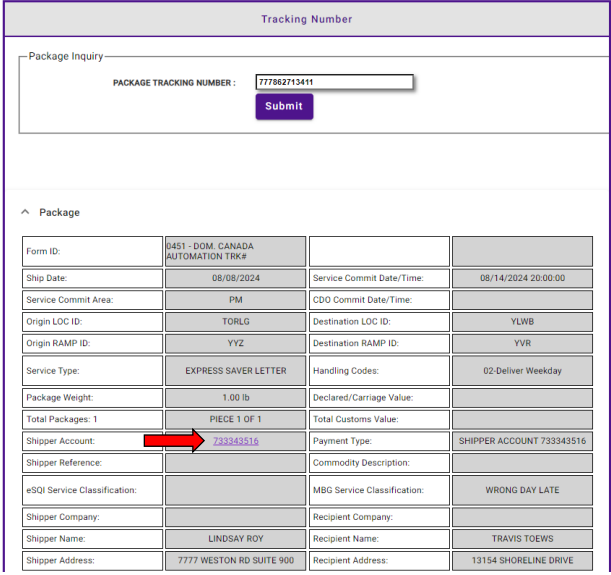 Tracking Number
Package Inquiry
PACKAGE TRACKING NUMBER : 777862713411
Submit
Package
Form ID: 0451 - DOM. CANADA
AUTOMATION TRK#
Ship Date: 08/08/2024 Service Commit Date/Time: 08/14/2024 20:00:00
Service Commit Area: PM CDO Commit Date/Time:
Origin LOC ID: TORLG Destination LOC ID: YLWB
Origin RAMP ID: YYZ Destination RAMP ID: YVR
Service Type: EXPRESS SAVER LETTER Handling Codes: 02-Deliver Weekday
Package Weight: 1.00 lb Declared/Carriage Value:
Total Packages: 1 PIECE 1 OF 1 Total Customs Value:
Shipper Account: 733343516 Payment Type: SHIPPER ACCOUNT 733343516
Shipper Reference: Commodity Description:
eSQI Service Classification: MBG Service Classification: WRONG DAY LATE
Shipper Company: Recipient Company:
Shipper Name: LINDSAY ROY Recipient Name: TRAVIS TOEWS
Shipper Address: 7777 WESTON RD SUITE 900 Recipient Address: 13154 SHORELINE DRIVE